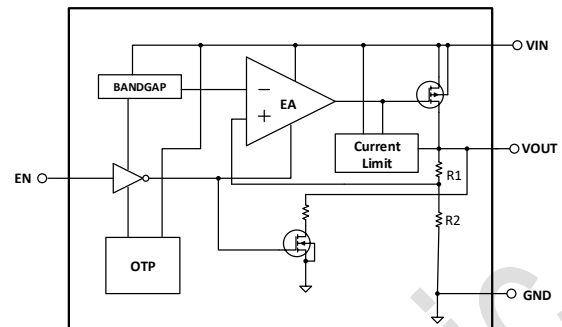 VIN
BANDGAP
−
EA
+
Current
Limit
VOUT
R1
EN
R2
OTP
GND